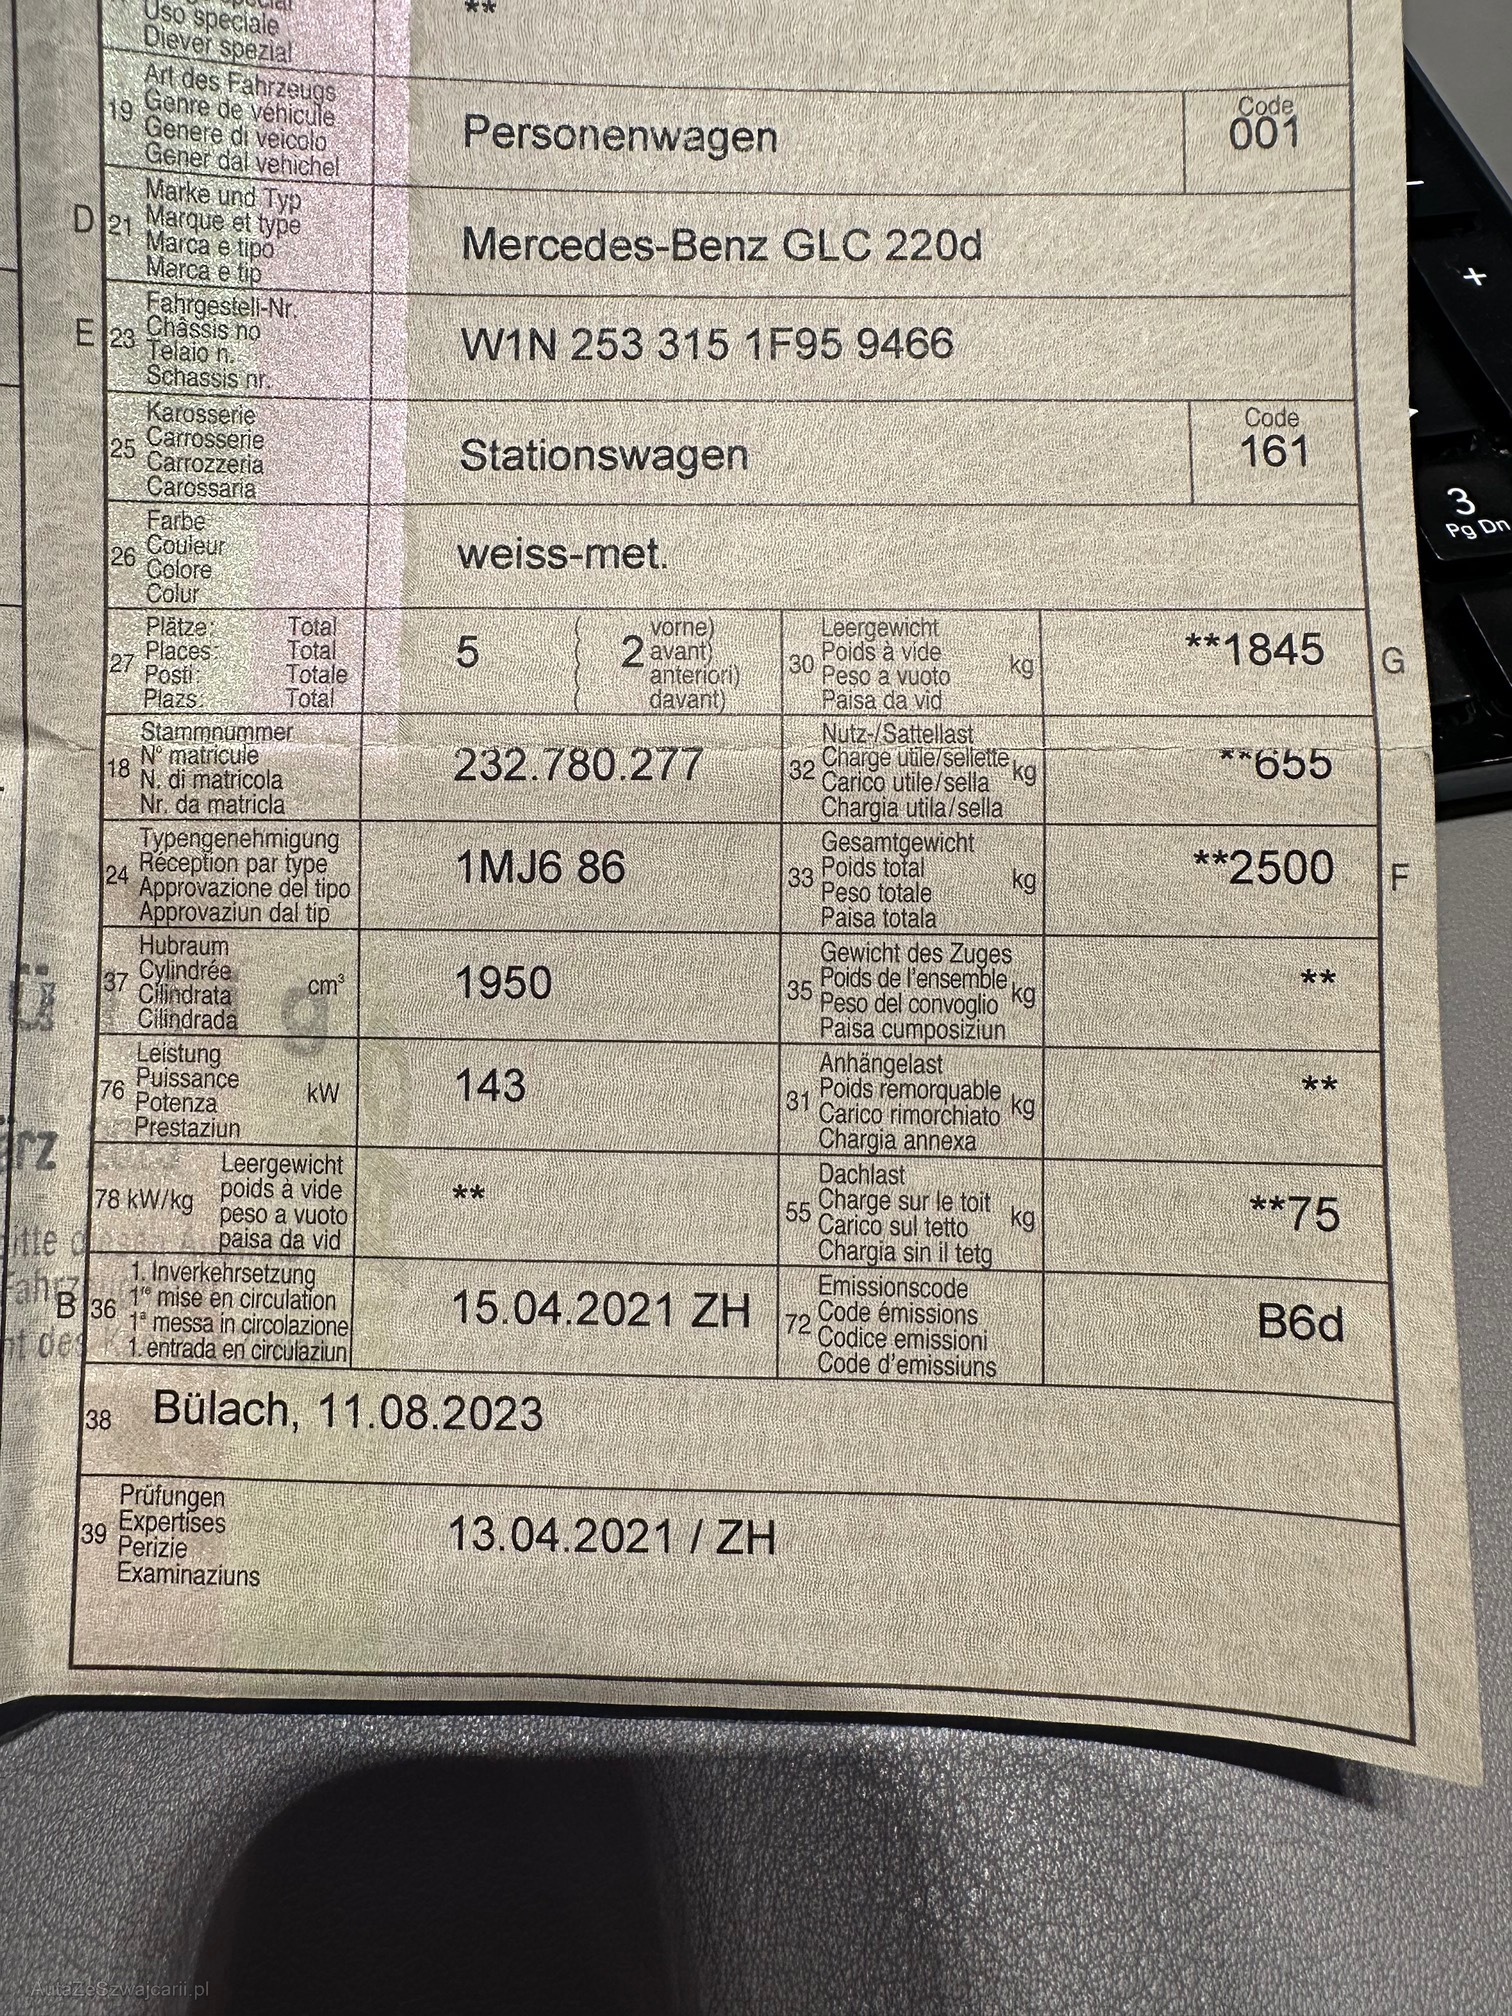 Uso speciale
Diever spezial
**
19
Art des Fahrzeugs
Genre de véhicule
Genere di veicolo
Gener dal vehichel
Personenwagen
Code
001
D
21
Marke und Typ
Marque et type
Marca e tipo
Marca e tip
Mercedes-Benz GLC 220d
E
23
Fahrgestell-Nr.
Châssis no
Telaio n.
Schassis nr.
W1N 253 315 1F95 9466
25
Karosserie
Carrosserie
Carrozzeria
Carossaria
Stationswagen
Code
161
26
Farbe
Couleur
Colore
Colur
weiss-met.
27
Plätze: Total
Places: Total
Posti: Totale
Plazs: Total
5
( 2 vorne)
avant)
anteriori)
( davant)
30
Leergewicht
Poids à vide
Peso a vuoto
Paisa da vid
kg
**1845
G
18
Stammnummer
N° matricule
N. di matricola
Nr. da matricla
232.780.277
32
Nutz-/Sattellast
Charge utile/sellette
Carico utile/sella
Chargia utila/sella
kg
**655
24
Typengenehmigung
Réception par type
Approvazione del tipo
Approvaziun dal tip
1MJ6 86
33
Gesamtgewicht
Poids total
Peso totale
Paisa totala
kg
**2500
F
37
Hubraum
Cylindrée
Cilindrata
Cilindrada
cm³
1950
35
Gewicht des Zuges
Poids de l'ensemble
Peso del convoglio
Paisa cumposiziun
kg
**
76
Leistung
Puissance
Potenza
Prestaziun
kW
143
31
Anhängelast
Poids remorquable
Carico rimorchiato
Chargia annexa
kg
**
78 kW/kg
Leergewicht
poids à vide
peso a vuoto
paisa da vid
**
55
Dachlast
Charge sur le toit
Carico sul tetto
Chargia sin il tetg
kg
**75
B
36
1. Inverkehrsetzung
1re mise en circulation
1a messa in circolazione
1. entrada en circulaziun
15.04.2021 ZH
72
Emissionscode
Code émissions
Codice emissioni
Code d'emissiuns
B6d
38
Bülach, 11.08.2023
39
Prüfungen
Expertises
Perizie
Examinaziuns
13.04.2021 / ZH
+
3
Pg Dn
AutaZeSzwajcarii.pl